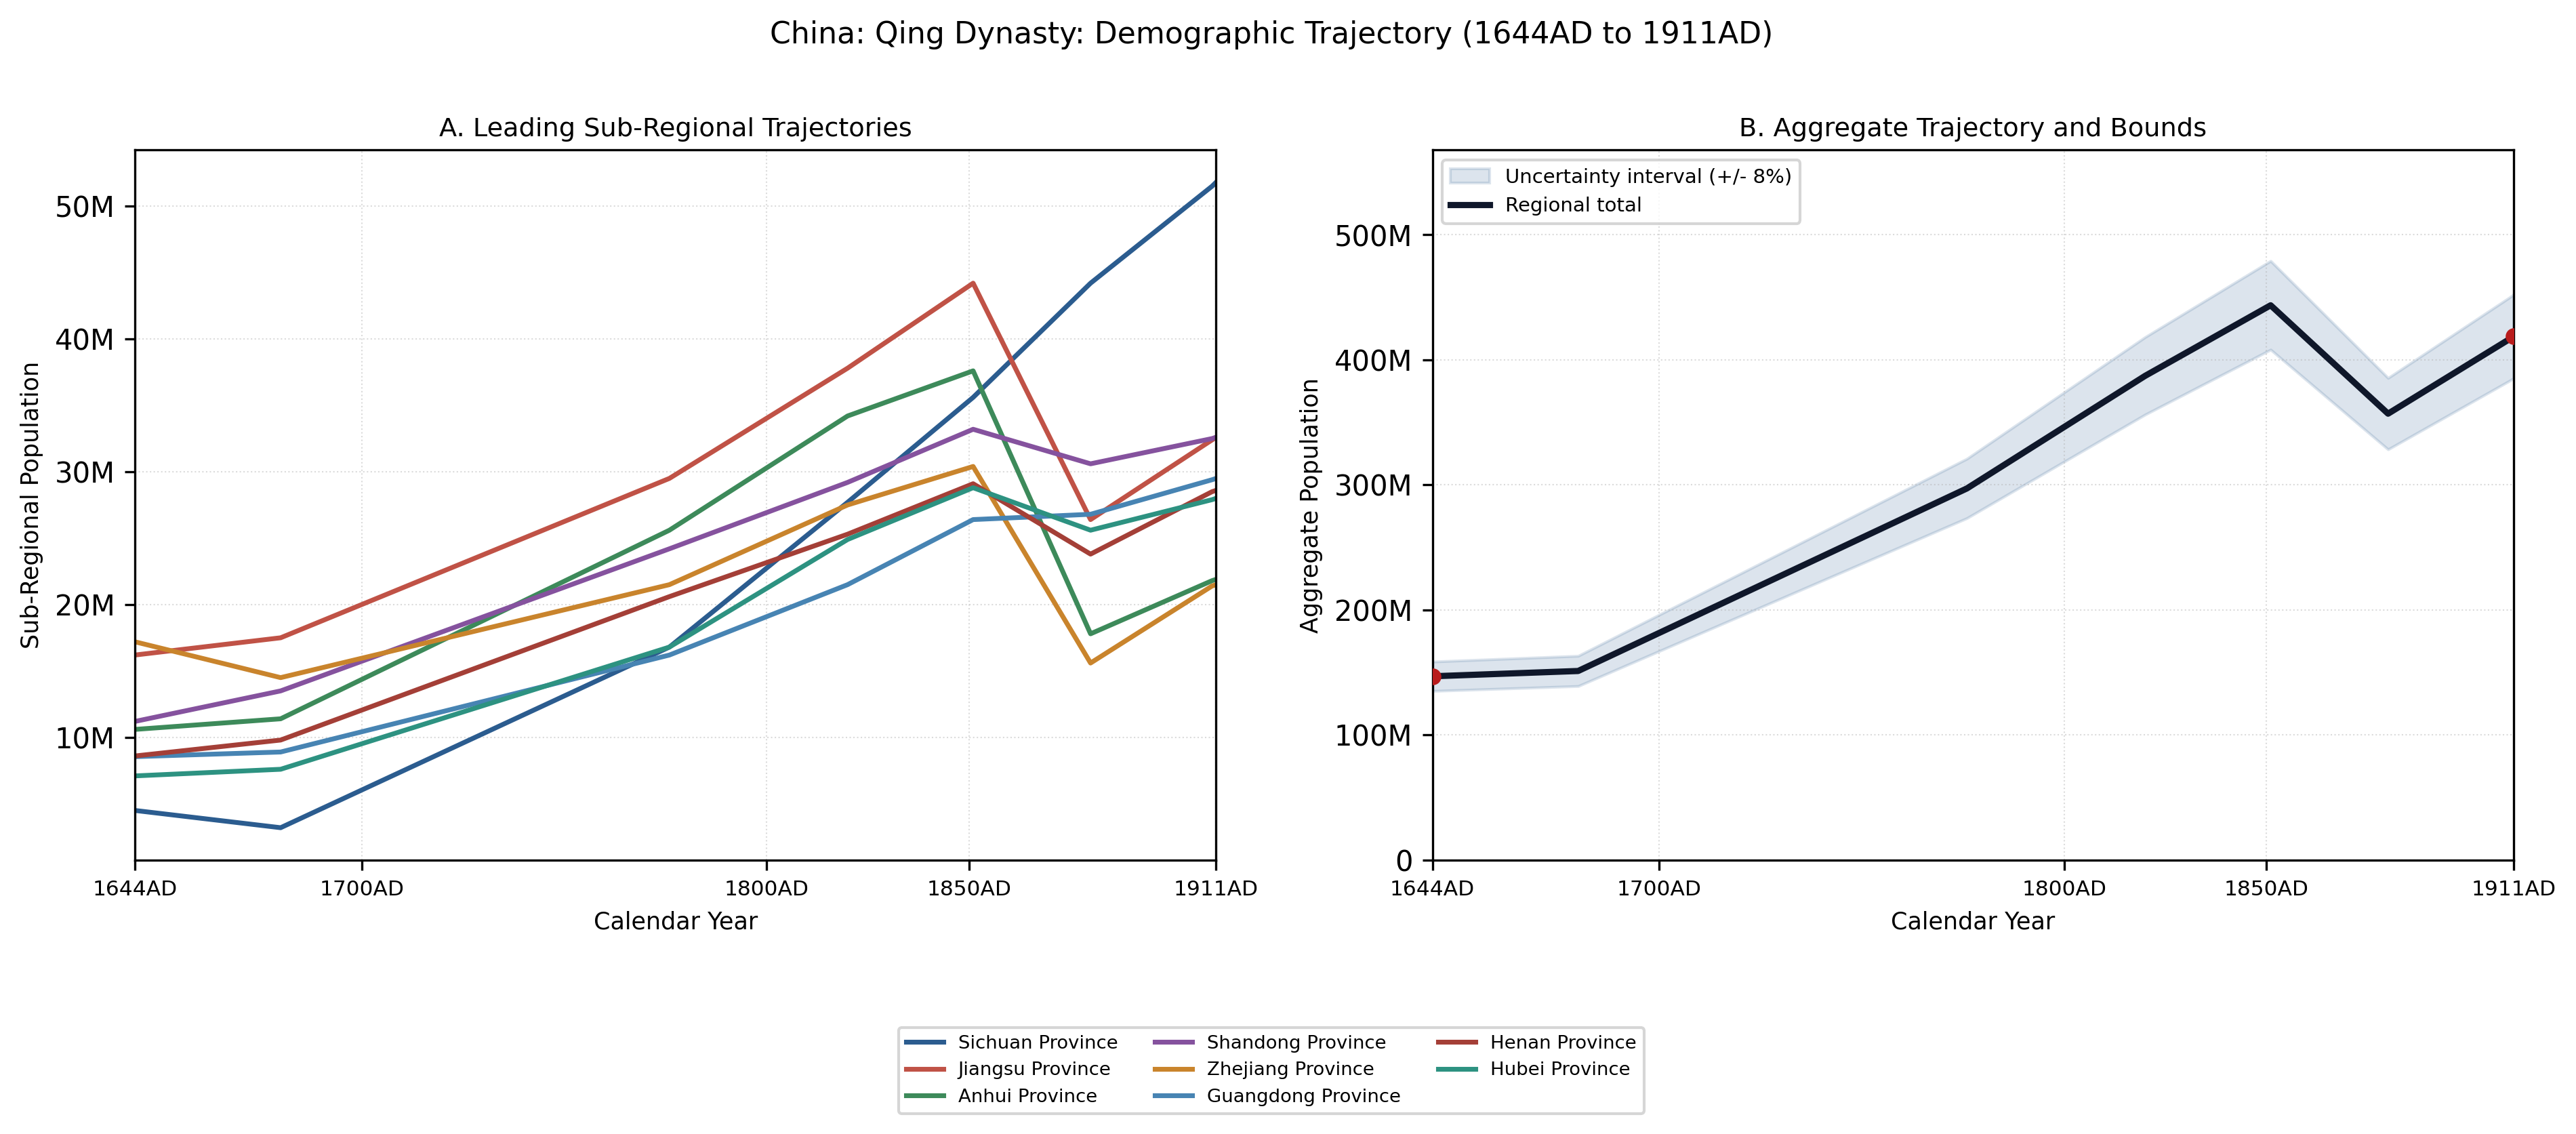 China: Qing Dynasty: Demographic Trajectory (1644AD to 1911AD)
A. Leading Sub-Regional Trajectories
Sub-Regional Population
50M
40M
30M
20M
10M
1644AD 1700AD 1800AD 1850AD 1911AD
Calendar Year
B. Aggregate Trajectory and Bounds
Uncertainty interval (+/- 8%)
Regional total
Aggregate Population
500M
400M
300M
200M
100M
0
1644AD 1700AD 1800AD 1850AD 1911AD
Calendar Year
Sichuan Province
Jiangsu Province
Anhui Province
Shandong Province
Zhejiang Province
Guangdong Province
Henan Province
Hubei Province